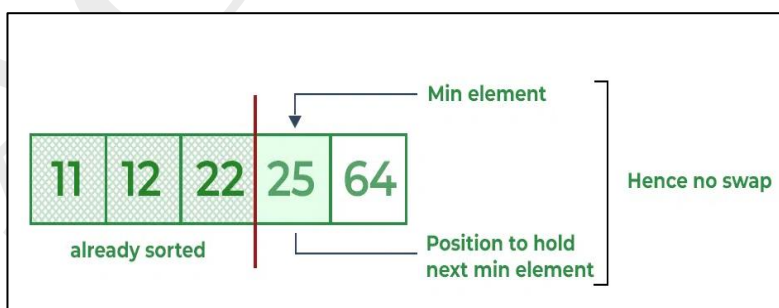 Min element
11 12 22 25 64
Hence no swap
already sorted
Position to hold
next min element